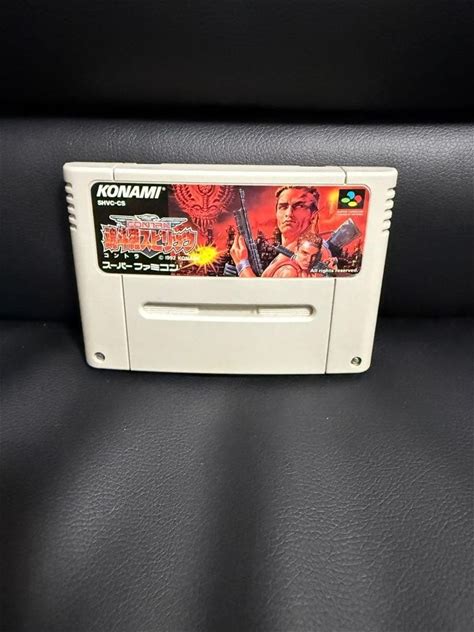 KONAMI
SHVC-CS
CONTRA
魂斗羅スピリッツ
コントラ
© 1992 KONAMI
All rights reserved.
スーパーファミコン